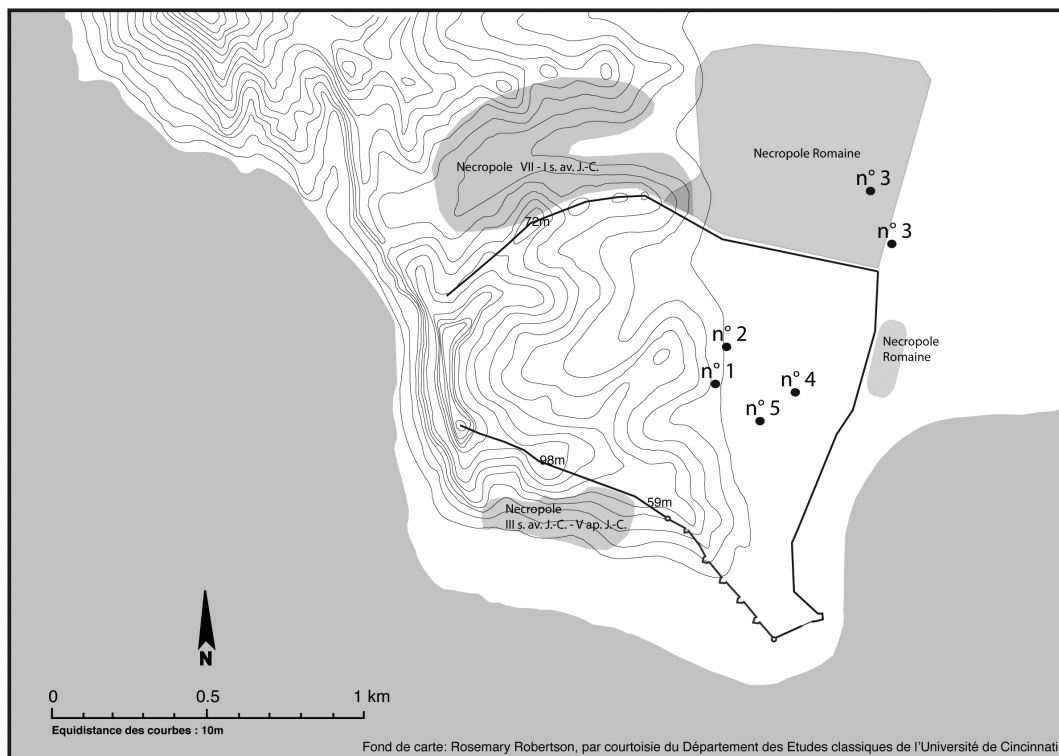 Necropole Romaine
Necropole VII - I s. av. J.-C.
n° 3
72m
n° 3
n° 2
Necropole
Romaine
n° 1
n° 4
n° 5
98m
59m
Necropole
III s. av. J.-C. - V ap. J.-C.
N
0 0.5 1 km
Equidistance des courbes : 10m
Fond de carte: Rosemary Robertson, par courtoisie du Département des Etudes classiques de l'Université de Cincinnati